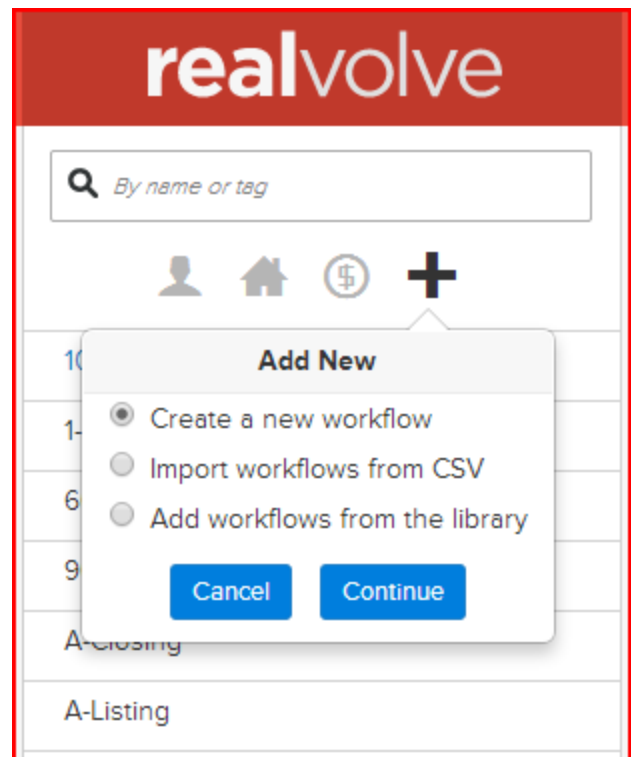 realvolve
By name or tag
Add New
Create a new workflow
Import workflows from CSV
Add workflows from the library
Cancel Continue
A-Closing
A-Listing